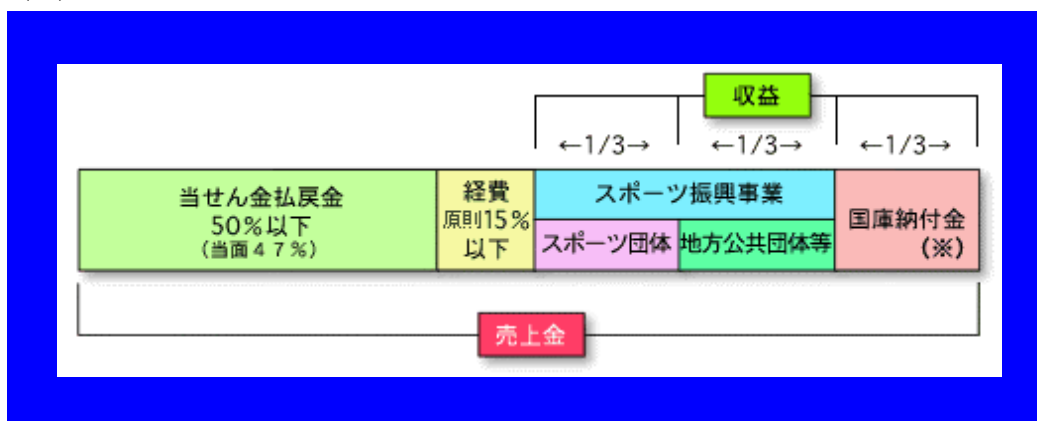 収益
←1/3→
←1/3→
←1/3→
当せん金払戻金
50%以下
(当面47%)
経費
原則15%
以下
スポーツ振興事業
スポーツ団体
地方公共団体等
国庫納付金
(※)
売上金